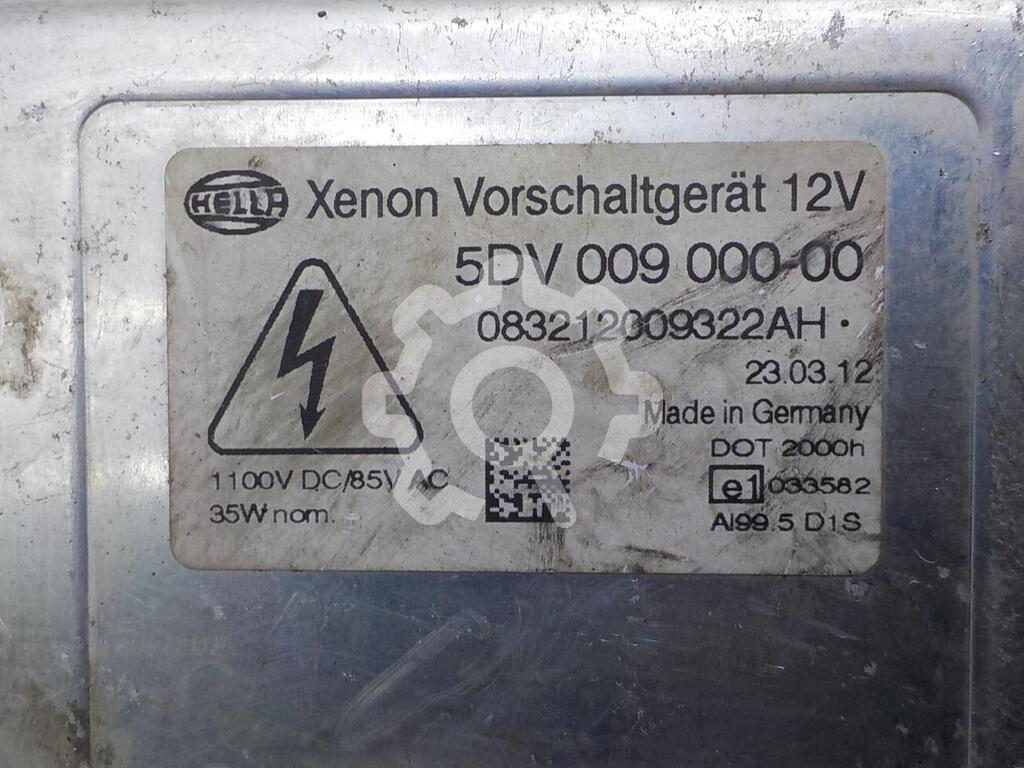 HELLA Xenon Vorschaltgerät 12V
5DV 009 000-00
083212009322AH ·
23.03.12
Made in Germany
DOT 2000h
1100V DC/85V AC
e1 033582
35W nom.
Al99.5 D1S